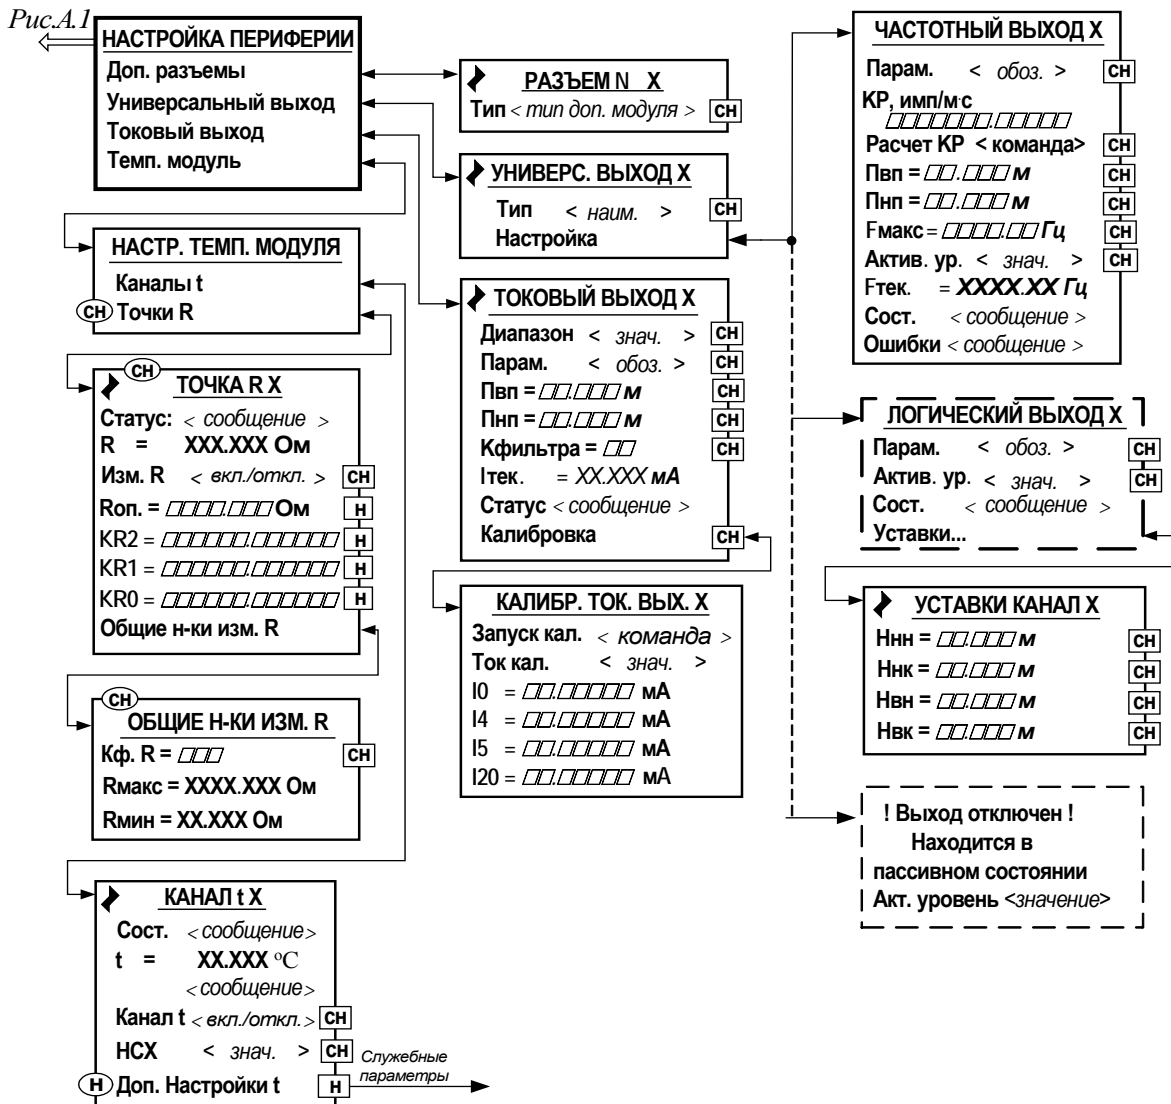 Рис.А.1
НАСТРОЙКА ПЕРИФЕРИИ
Доп. разъемы
Универсальный выход
Токовый выход
Темп. модуль
НАСТР. ТЕМП. МОДУЛЯ
Каналы t
СН Точки R
СН
ТОЧКА R X
Статус: < сообщение >
R = XXX.XXX Ом
Изм. R < вкл./откл. > СН
Rоп. = Ом Н
KR2 = Н
KR1 = Н
KR0 = Н
Общие н-ки изм. R
СН
ОБЩИЕ Н-КИ ИЗМ. R
Кф. R = СН
Rмакс = XXXX.XXX Ом
Rмин = XX.XXX Ом
КАНАЛ t X
Сост. < сообщение>
t = XX.XXX °С
< сообщение>
Канал t < вкл./откл. > СН
НСХ < знач. > СН
Н Доп. Настройки t Н
Служебные
параметры
РАЗЪЕМ N X
Тип < тип доп. модуля > СН
УНИВЕРС. ВЫХОД X
Тип < наим. > СН
Настройка
ТОКОВЫЙ ВЫХОД X
Диапазон < знач. > СН
Парам. < обоз. > СН
Пвп = м СН
Пнп = м СН
Кфильтра = СН
Iтек. = XX.XXX мА
Статус < сообщение >
Калибровка СН
КАЛИБР. ТОК. ВЫХ. X
Запуск кал. < команда >
Ток кал. < знач. >
I0 = мА
I4 = мА
I5 = мА
I20 = мА
ЧАСТОТНЫЙ ВЫХОД X
Парам. < обоз. > СН
КР, имп/м·с
Расчет КР < команда> СН
Пвп = м СН
Пнп = м СН
Fмакс = Гц СН
Актив. ур. < знач. > СН
Fтек. = XXXX.XX Гц
Сост. < сообщение >
Ошибки < сообщение >
ЛОГИЧЕСКИЙ ВЫХОД X
Парам. < обоз. > СН
Актив. ур. < знач. > СН
Сост. < сообщение >
Уставки...
УСТАВКИ КАНАЛ X
Ннн = м СН
Ннк = м СН
Нвн = м СН
Нвк = м СН
! Выход отключен !
Находится в
пассивном состоянии
Акт. уровень <значение>